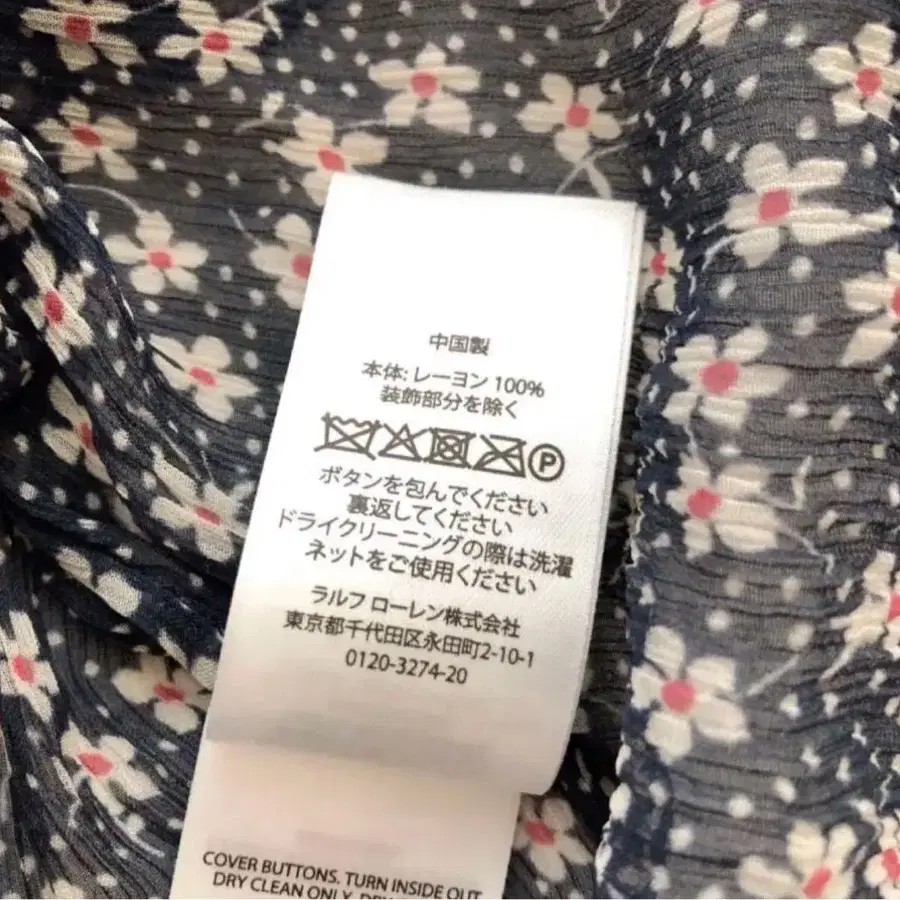 中国製
本体: レーヨン 100%
装飾部分を除く
P
ボタンを包んでください
裏返してください
ドライクリーニングの際は洗濯
ネットをご使用ください
ラルフ ローレン株式会社
東京都千代田区永田町2-10-1
0120-3274-20
COVER BUTTONS. TURN INSIDE OUT
DRY CLEAN ONLY.